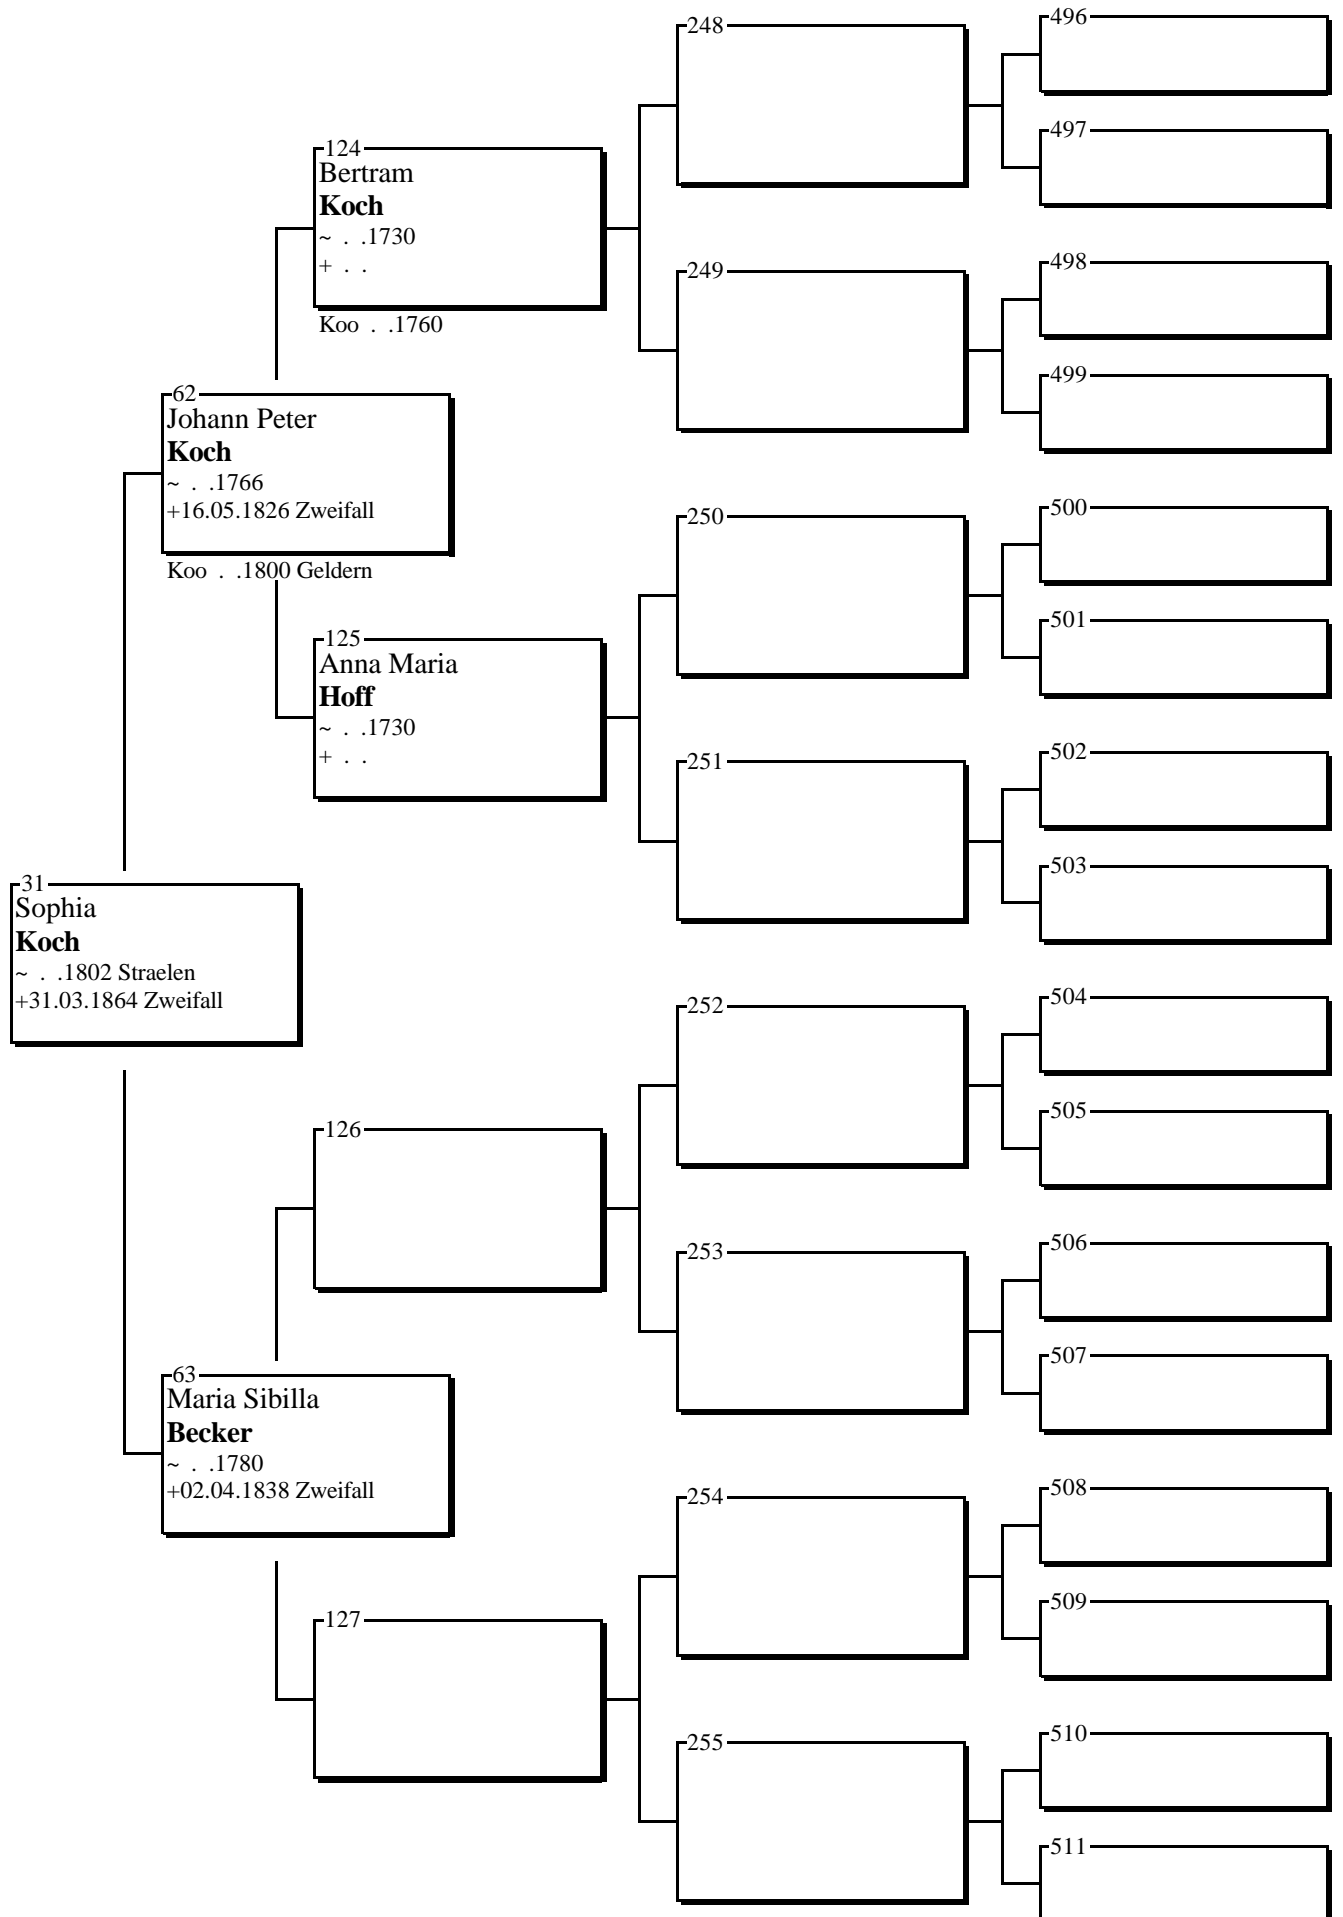 31
Sophia
Koch
~ . .1802 Straelen
+31.03.1864 Zweifall
62
Johann Peter
Koch
~ . .1766
+16.05.1826 Zweifall
Koo . .1800 Geldern
63
Maria Sibilla
Becker
~ . .1780
+02.04.1838 Zweifall
124
Bertram
Koch
~ . .1730
+ . .
Koo . .1760
125
Anna Maria
Hoff
~ . .1730
+ . .
126
127
248
249
250
251
252
253
254
255
496
497
498
499
500
501
502
503
504
505
506
507
508
509
510
511